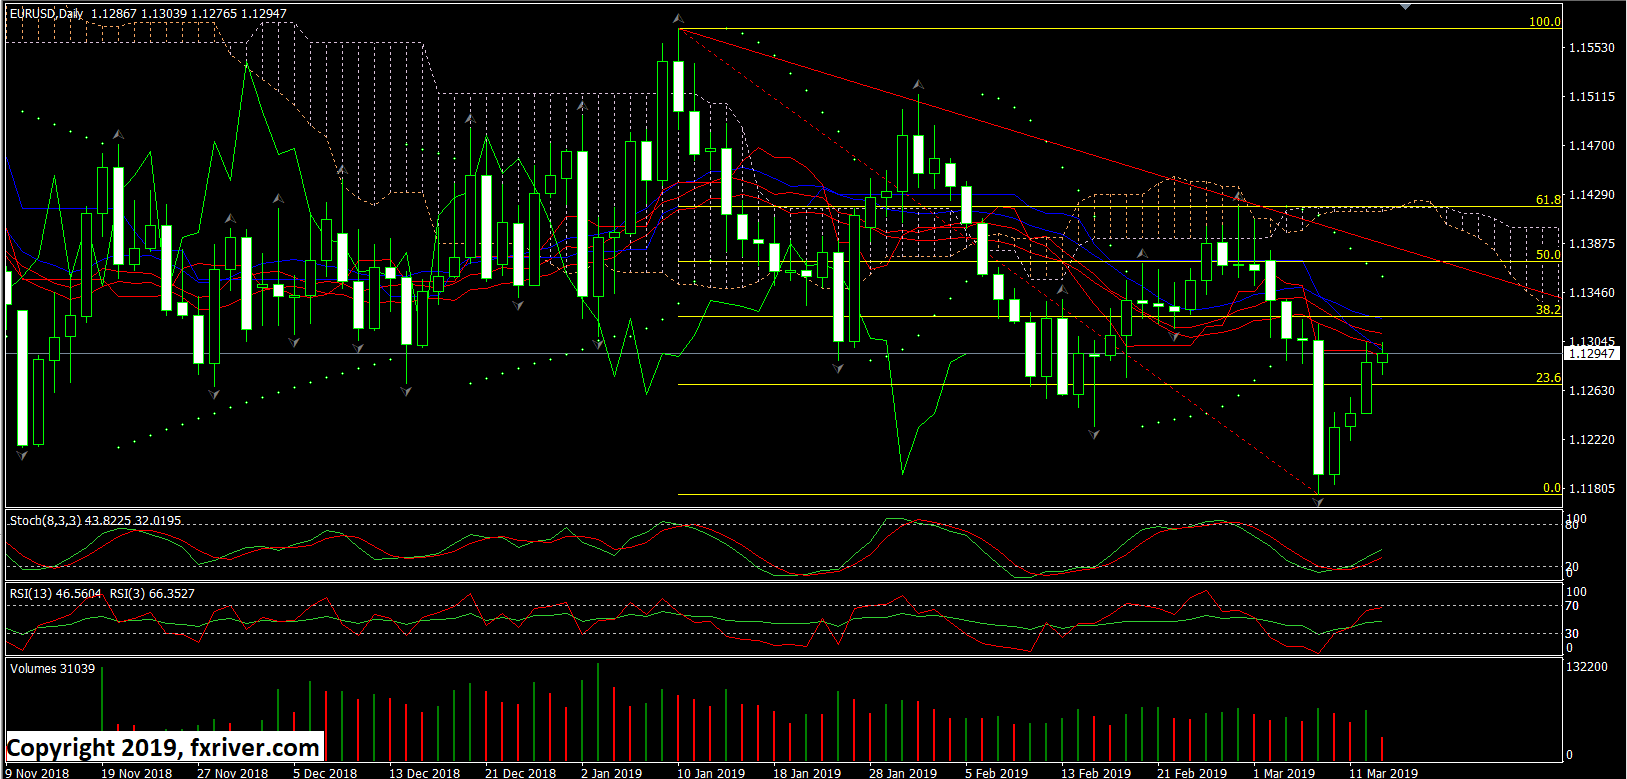 EURUSD,Daily 1.12867 1.13039 1.12765 1.12947
100.0
1.15530
1.15115
1.14700
1.14290
61.8
1.13875
50.0
1.13460
38.2
1.13045
1.12947
23.6
1.12630
1.12220
0.0
1.11805
Stoch(8,3,3) 43.8225 32.0195
100
80
20
0
RSI(13) 46.5604 RSI(3) 66.3527
100
70
30
0
Volumes 31039
132200
0
Copyright 2019, fxriver.com
9 Nov 2018
19 Nov 2018
27 Nov 2018
5 Dec 2018
13 Dec 2018
21 Dec 2018
2 Jan 2019
10 Jan 2019
18 Jan 2019
28 Jan 2019
5 Feb 2019
13 Feb 2019
21 Feb 2019
1 Mar 2019
11 Mar 2019